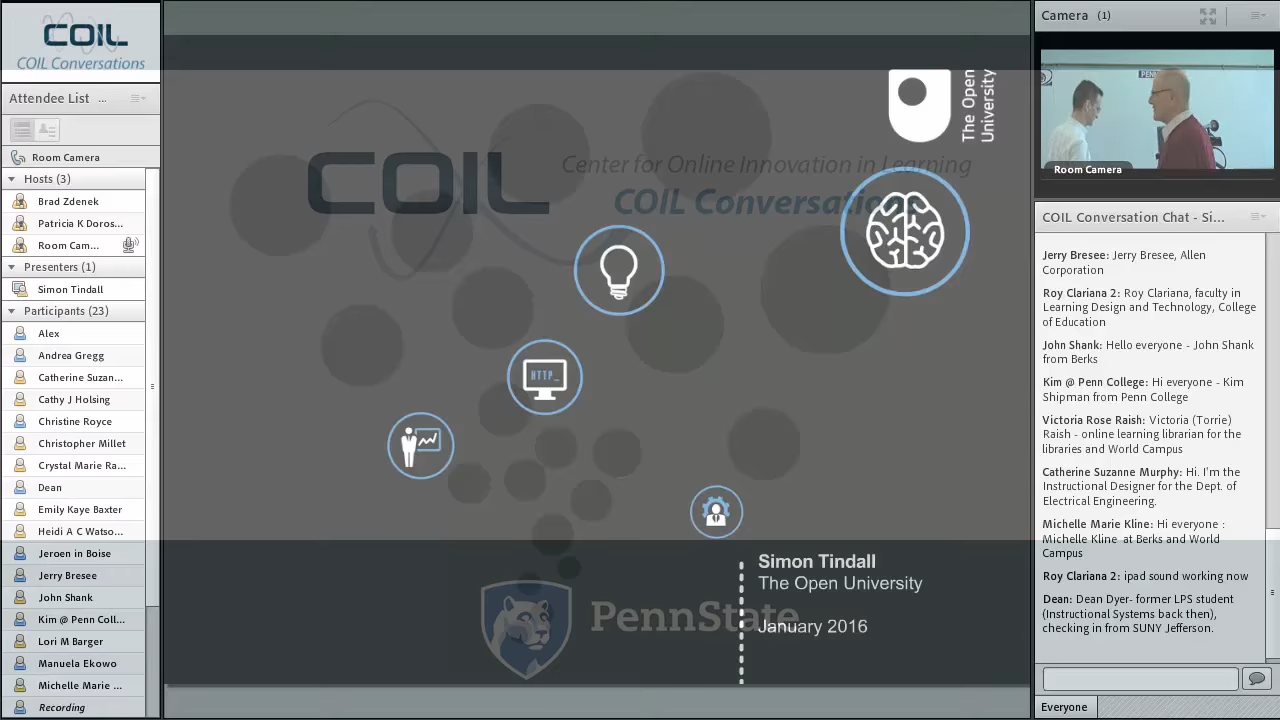 COIL
COIL Conversations
Attendee List ...
Room Camera
Hosts (3)
Brad Zdenek
Patricia K Doros...
Room Cam...
Presenters (1)
Simon Tindall
Participants (23)
Alex
Andrea Gregg
Catherine Suzan...
Cathy J Holsing
Christine Royce
Christopher Millet
Crystal Marie Ra...
Dean
Emily Kaye Baxter
Heidi A C Watso...
Jeroen in Boise
Jerry Bresee
John Shank
Kim @ Penn Coll...
Lori M Barger
Manuela Ekowo
Michelle Marie ...
Recording
The Open
University
COIL
Center for Online Innovation in Learning
COIL Conversations
HTTP_
Simon Tindall
The Open University
PennState
January 2016
Camera (1)
PENN
Room Camera
COIL Conversation Chat - Si...
Jerry Bresee: Jerry Bresee, Allen
Corporation
Roy Clariana 2: Roy Clariana, faculty in
Learning Design and Technology, College
of Education
John Shank: Hello everyone - John Shank
from Berks
Kim @ Penn College: Hi everyone - Kim
Shipman from Penn College
Victoria Rose Raish: Victoria (Torrie)
Raish - online learning librarian for the
libraries and World Campus
Catherine Suzanne Murphy: Hi. I'm the
Instructional Designer for the Dept. of
Electrical Engineering.
Michelle Marie Kline: Hi everyone :
Michelle Kline at Berks and World
Campus
Roy Clariana 2: ipad sound working now
Dean: Dean Dyer- former LPS student
(Instructional Systems back then),
checking in from SUNY Jefferson.
Everyone